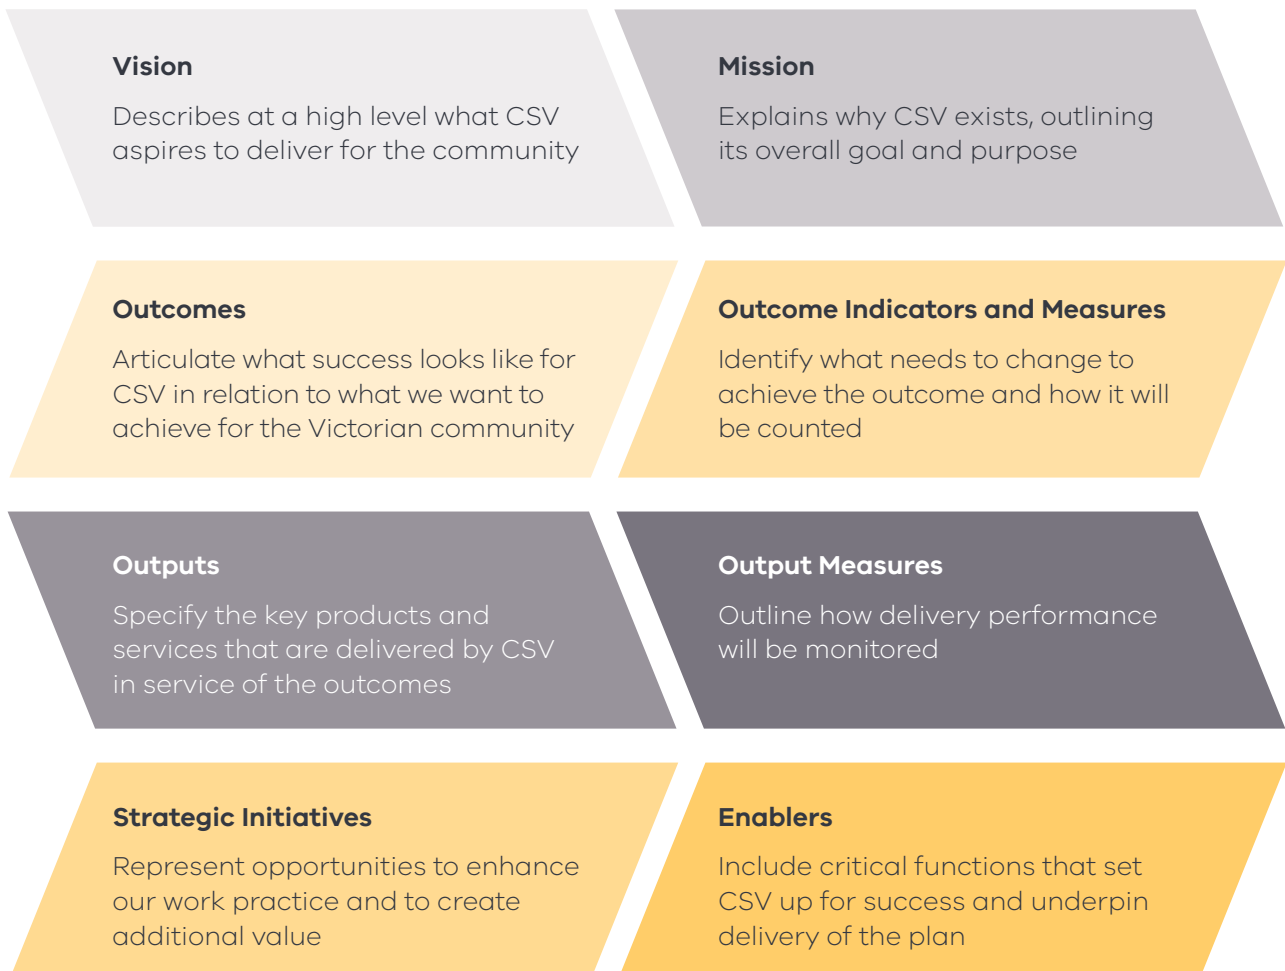 Vision
Describes at a high level what CSV
aspires to deliver for the community
Mission
Explains why CSV exists, outlining
its overall goal and purpose
Outcomes
Articulate what success looks like for
CSV in relation to what we want to
achieve for the Victorian community
Outcome Indicators and Measures
Identify what needs to change to
achieve the outcome and how it will
be counted
Outputs
Specify the key products and
services that are delivered by CSV
in service of the outcomes
Output Measures
Outline how delivery performance
will be monitored
Strategic Initiatives
Represent opportunities to enhance
our work practice and to create
additional value
Enablers
Include critical functions that set
CSV up for success and underpin
delivery of the plan